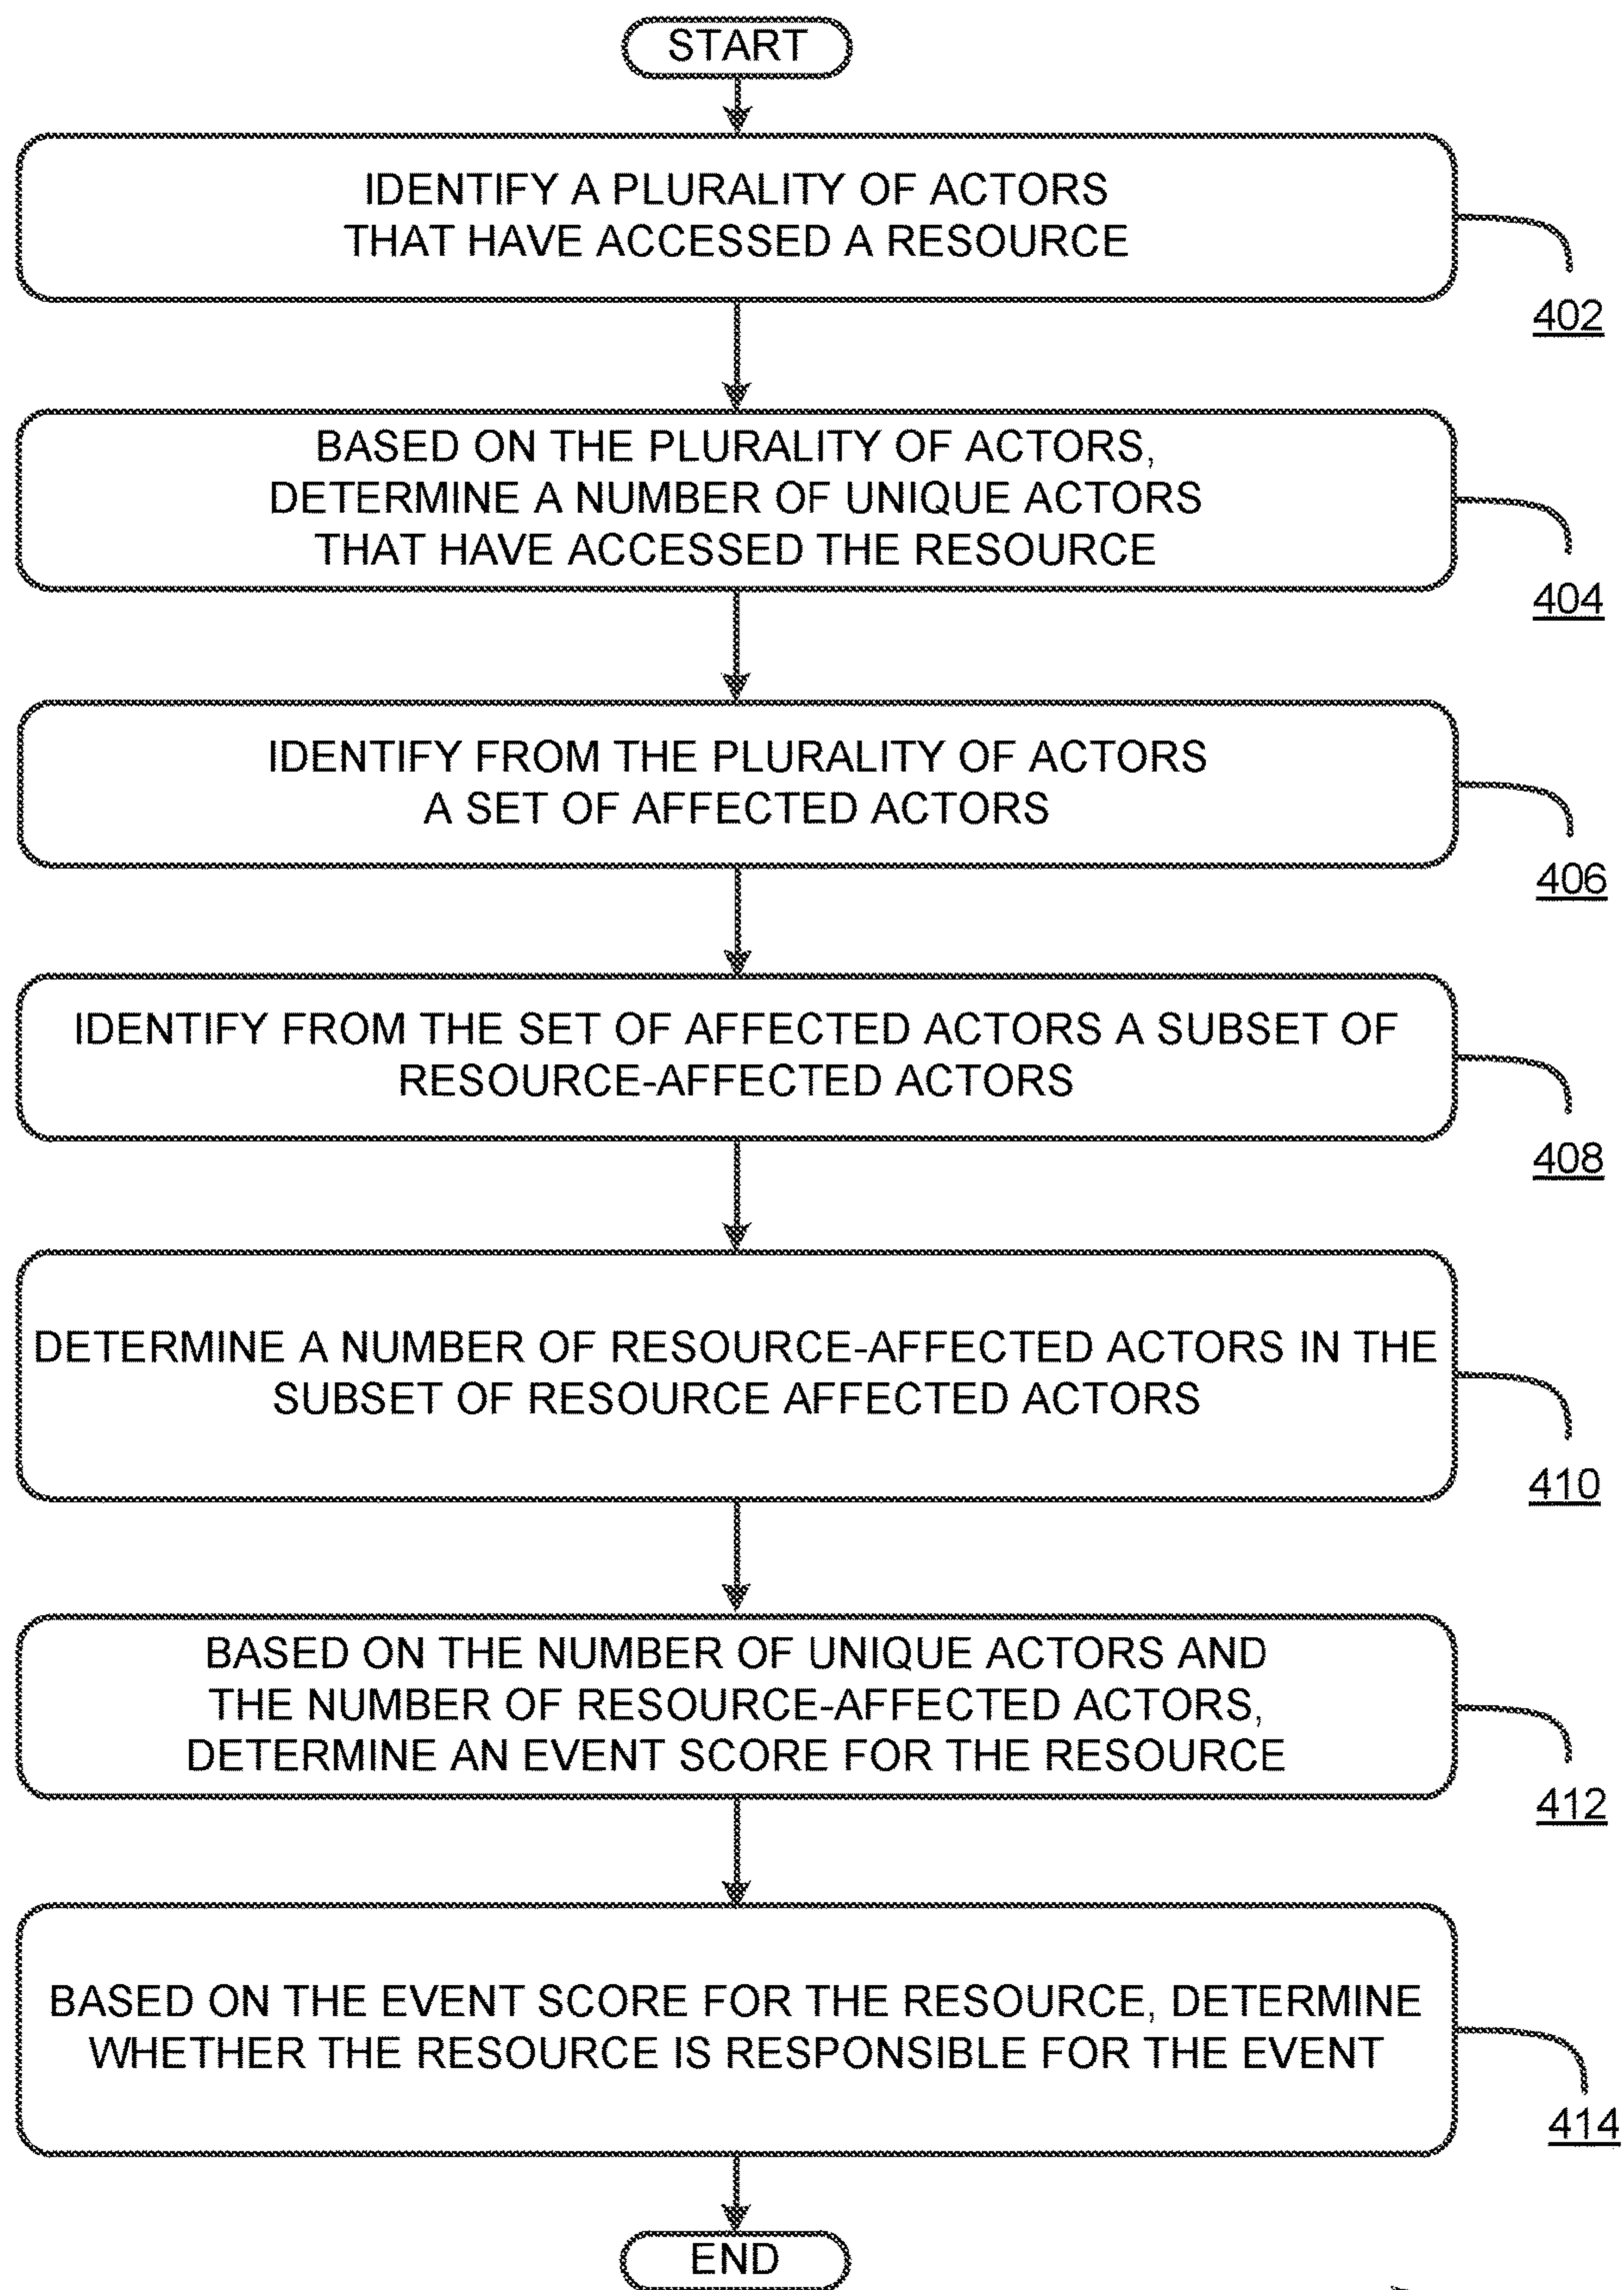 START
IDENTIFY A PLURALITY OF ACTORS
THAT HAVE ACCESSED A RESOURCE
402
BASED ON THE PLURALITY OF ACTORS,
DETERMINE A NUMBER OF UNIQUE ACTORS
THAT HAVE ACCESSED THE RESOURCE
404
IDENTIFY FROM THE PLURALITY OF ACTORS
A SET OF AFFECTED ACTORS
406
IDENTIFY FROM THE SET OF AFFECTED ACTORS A SUBSET OF
RESOURCE-AFFECTED ACTORS
408
DETERMINE A NUMBER OF RESOURCE-AFFECTED ACTORS IN THE
SUBSET OF RESOURCE AFFECTED ACTORS
410
BASED ON THE NUMBER OF UNIQUE ACTORS AND
THE NUMBER OF RESOURCE-AFFECTED ACTORS,
DETERMINE AN EVENT SCORE FOR THE RESOURCE
412
BASED ON THE EVENT SCORE FOR THE RESOURCE, DETERMINE
WHETHER THE RESOURCE IS RESPONSIBLE FOR THE EVENT
414
END